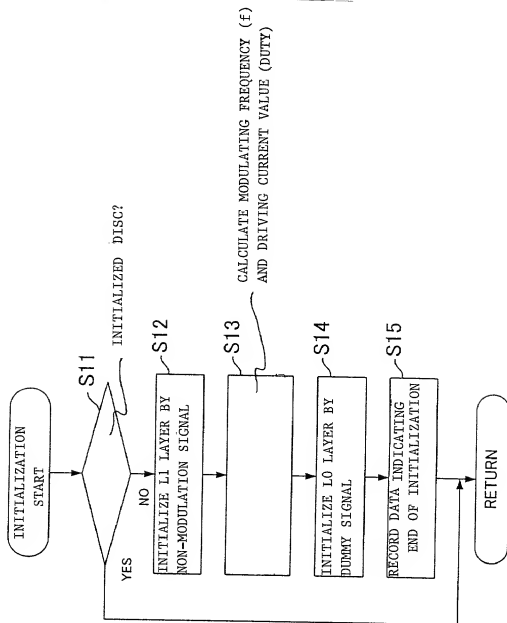 INITIALIZATION
START
S11
INITIALIZED DISC?
YES
NO
S12
INITIALIZE L1 LAYER BY
NON-MODULATION SIGNAL
S13
CALCULATE MODULATING FREQUENCY (f)
AND DRIVING CURRENT VALUE (DUTY)
S14
INITIALIZE L0 LAYER BY
DUMMY SIGNAL
S15
RECORD DATA INDICATING
END OF INITIALIZATION
RETURN